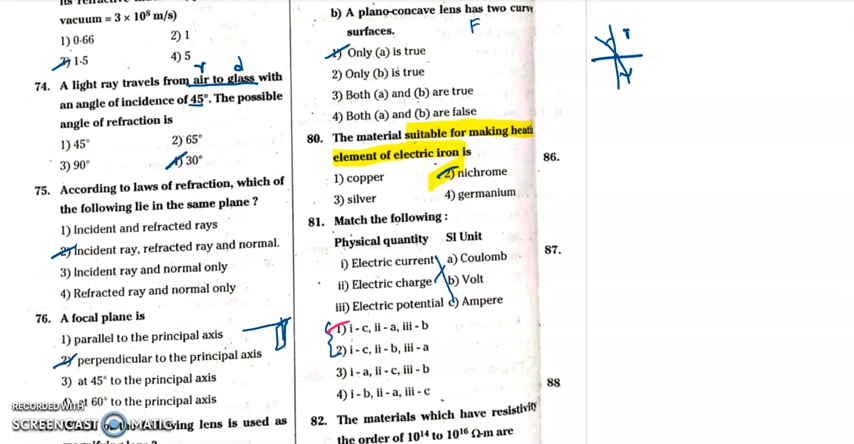 vacuum = 3 × 10⁸ m/s)
1) 0·66
2) 1
3) 1·5
4) 5
r d
74. A light ray travels from air to glass with
an angle of incidence of 45°. The possible
angle of refraction is
1) 45°
2) 65°
3) 90°
4) 30°
75. According to laws of refraction, which of
the following lie in the same plane ?
1) Incident and refracted rays
2) Incident ray, refracted ray and normal.
3) Incident ray and normal only
4) Refracted ray and normal only
76. A focal plane is
1) parallel to the principal axis
2) perpendicular to the principal axis
3) at 45° to the principal axis
4) at 60° to the principal axis
lens is used as
RECORDED WITH
SCREENCAST MATIC
b) A plano-concave lens has two curve
F
surfaces.
1) Only (a) is true
2) Only (b) is true
3) Both (a) and (b) are true
4) Both (a) and (b) are false
80. The material suitable for making heati
element of electric iron is
1) copper
2) nichrome
3) silver
4) germanium
81. Match the following :
Physical quantity SI Unit
i) Electric current a) Coulomb
ii) Electric charge b) Volt
iii) Electric potential c) Ampere
1) i - c, ii - a, iii - b
2) i - c, ii - b, iii - a
3) i - a, ii - c, iii - b
4) i - b, ii - a, iii - c
82. The materials which have resistivity
the order of 10¹⁴ to 10¹⁶ Ω-m are
86.
87.
88